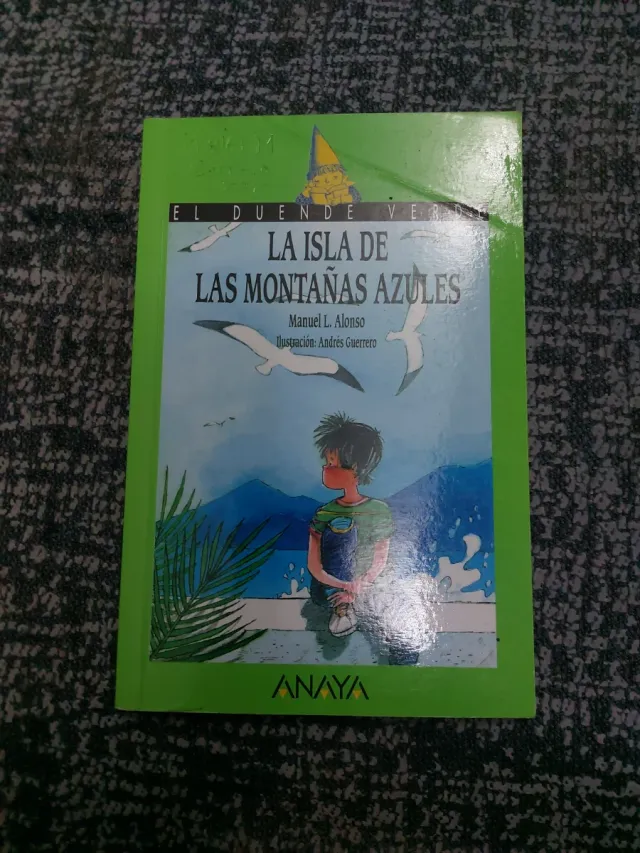 EL DUENDE VERDE
LA ISLA DE
LAS MONTAÑAS AZULES
Manuel L. Alonso
Ilustración: Andrés Guerrero
ANAYA